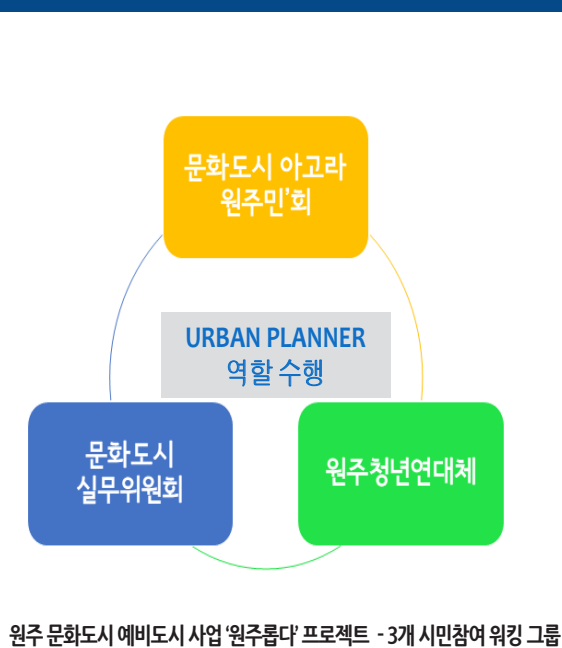 문화도시 아고라
원주민'회
URBAN PLANNER
역할 수행
문화도시
실무위원회
원주청년연대체
원주 문화도시 예비도시 사업 ‘원주롭다’ 프로젝트 - 3개 시민참여 워킹 그룹